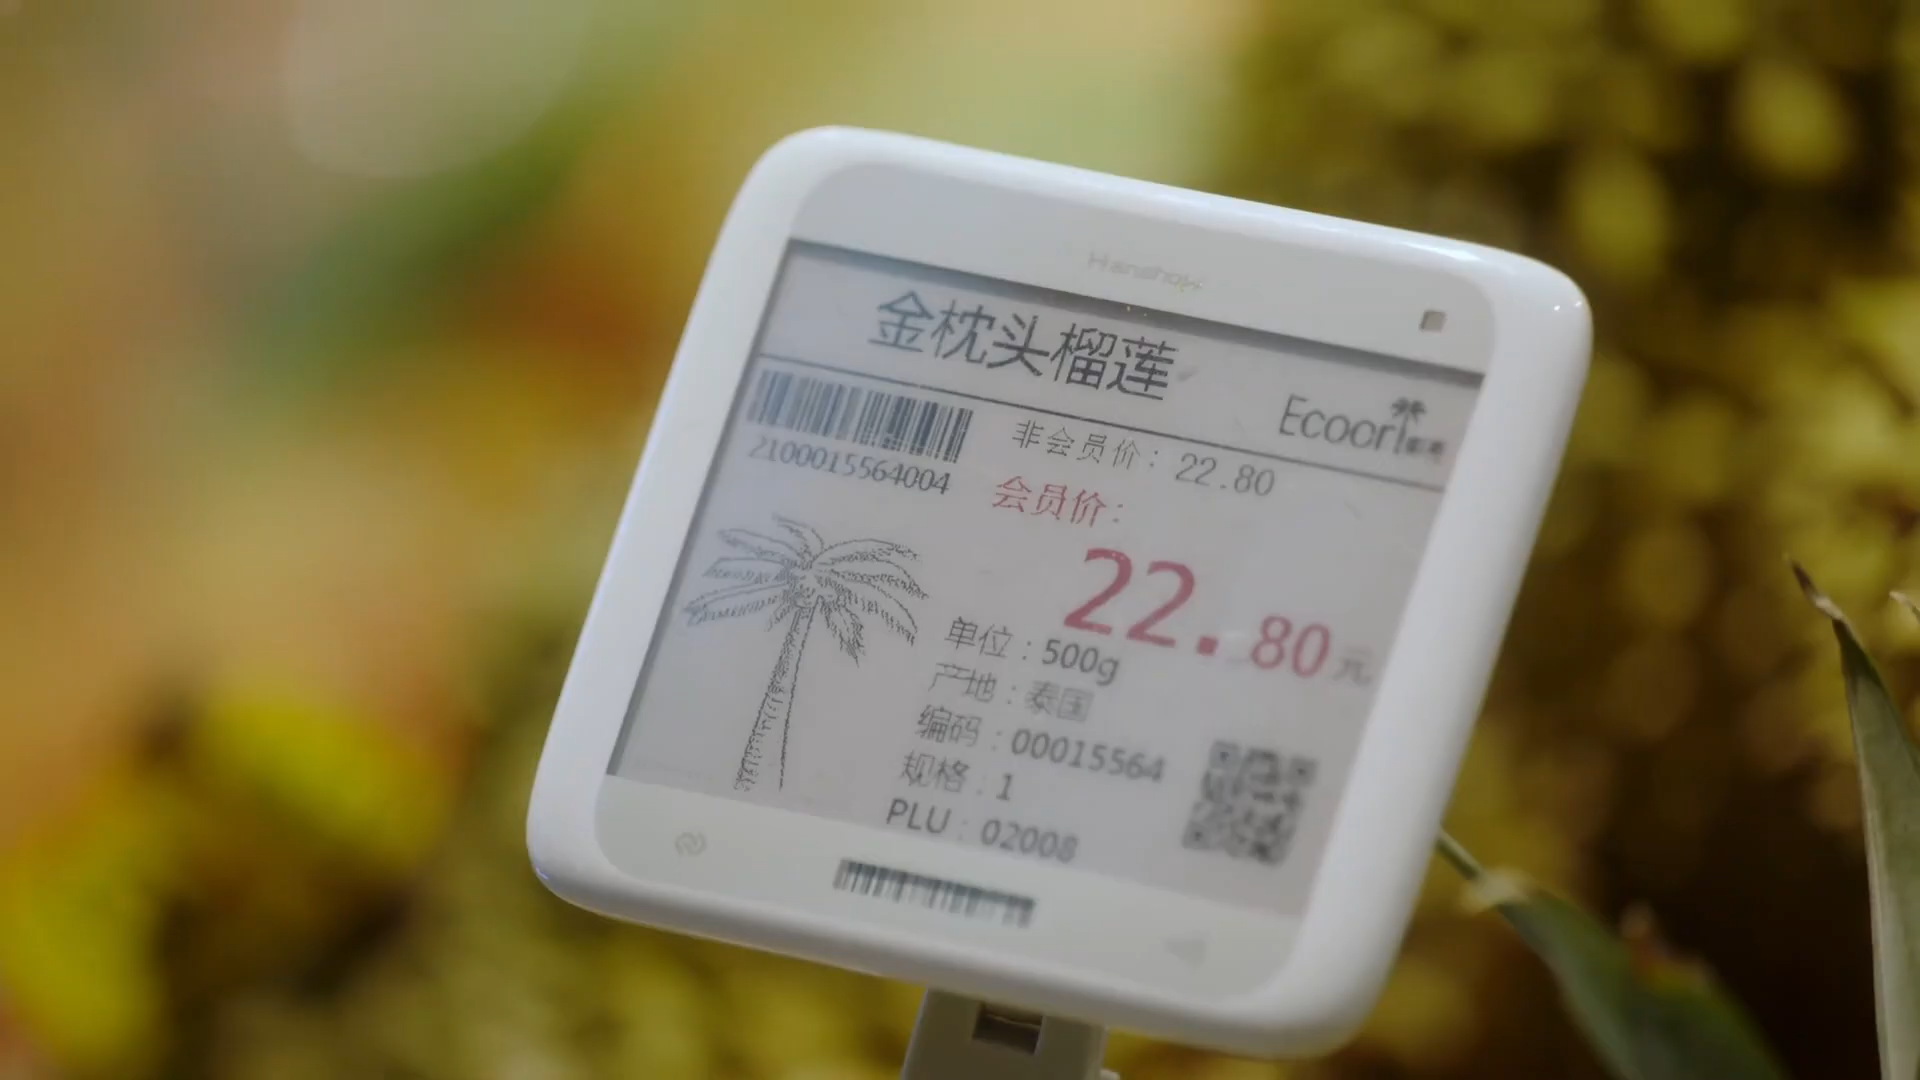 Hanshow
金枕头榴莲
Ecoor
2100015564004
非会员价：22.80
会员价：
22.80元
单位：500g
产地：泰国
编码：00015564
规格：1
PLU：02008